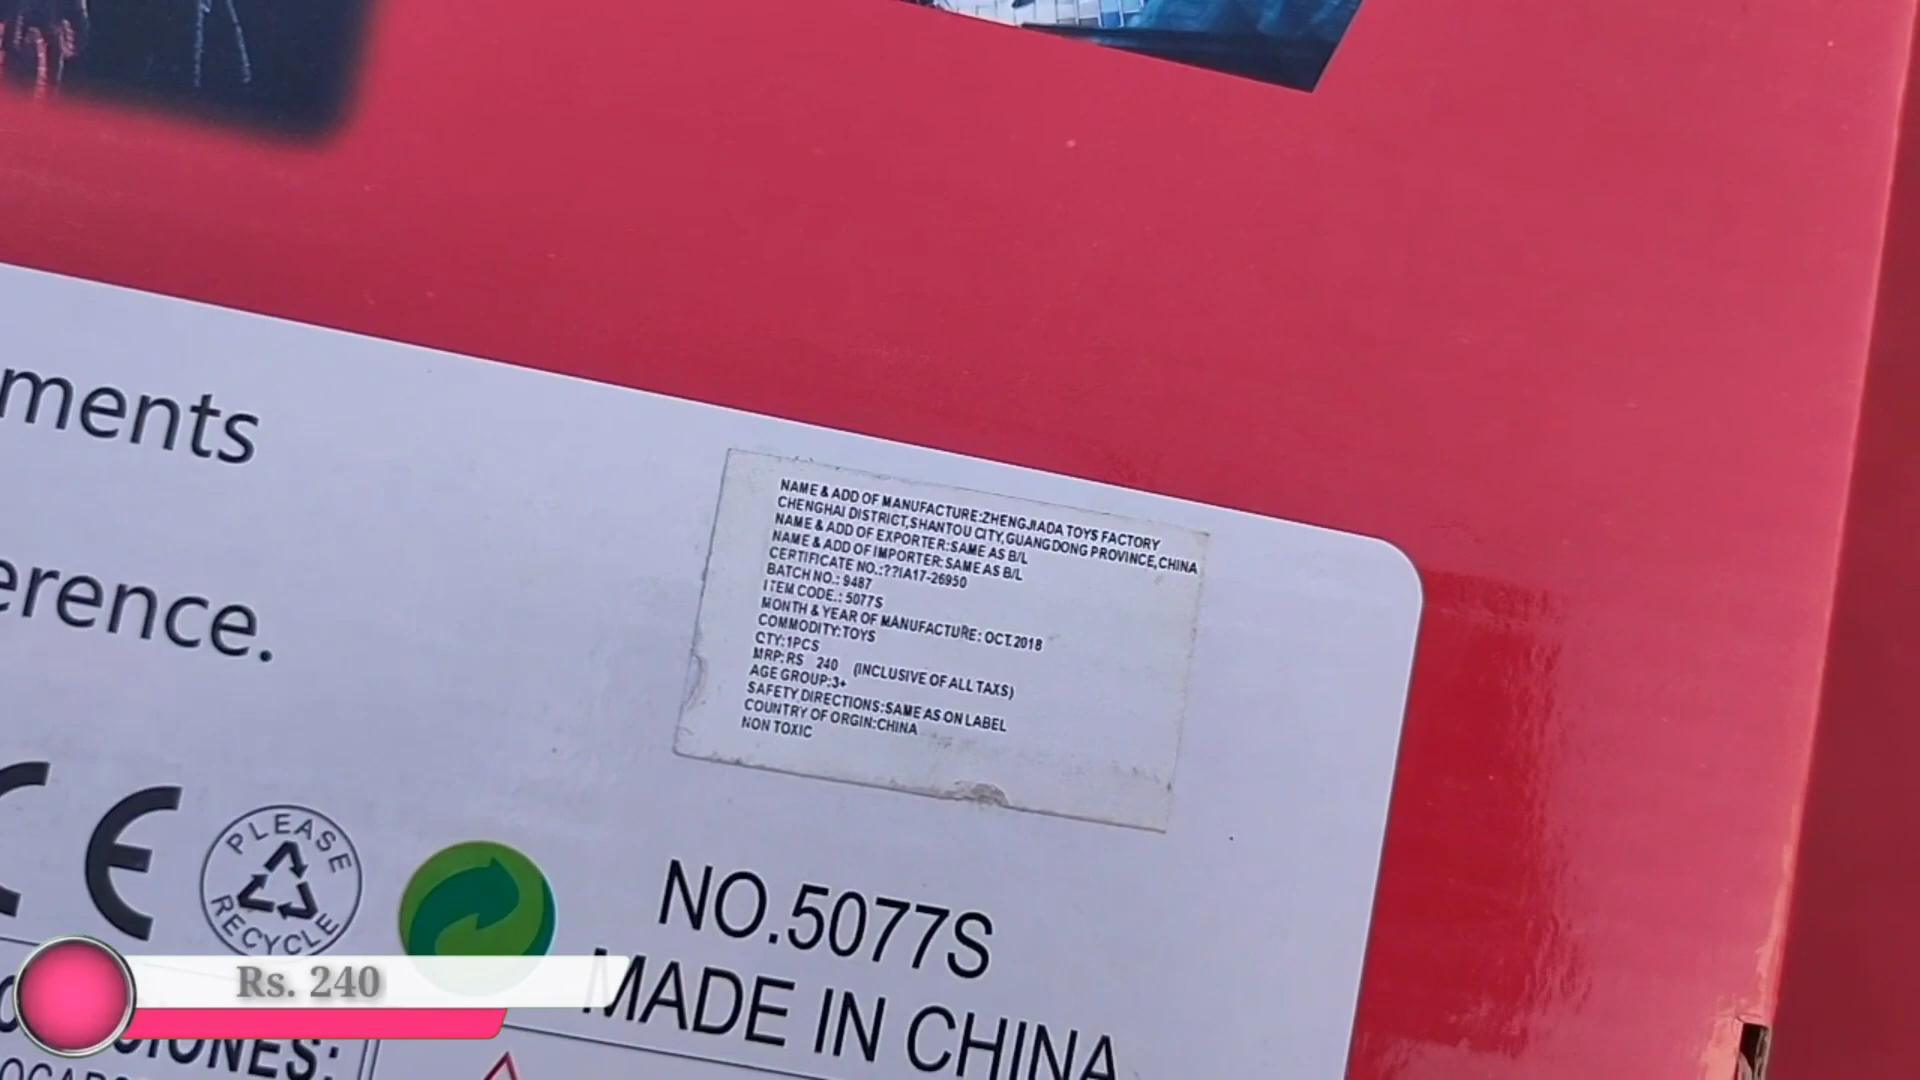 ments
erence.
NAME & ADD OF MANUFACTURE:ZHENGJIADA TOYS FACTORY
CHENGHAI DISTRICT,SHANTOU CITY,GUANGDONG PROVINCE,CHINA
NAME & ADD OF EXPORTER:SAME AS B/L
NAME & ADD OF IMPORTER:SAME AS B/L
CERTIFICATE NO.:??IA17-26950
BATCH NO.: 9487
ITEM CODE.: 5077S
MONTH & YEAR OF MANUFACTURE: OCT.2018
COMMODITY:TOYS
CTY:1PCS
MRP:RS 240 (INCLUSIVE OF ALL TAXS)
AGE GROUP:3+
SAFETY DIRECTIONS:SAME AS ON LABEL
COUNTRY OF ORGIN:CHINA
NON TOXIC
CE
PLEASE RECYCLE
NO.5077S
MADE IN CHINA
Rs. 240
CIONES: